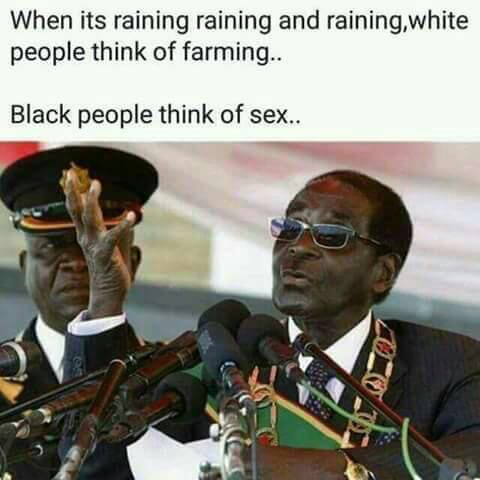 When its raining raining and raining,white
people think of farming..
Black people think of sex..